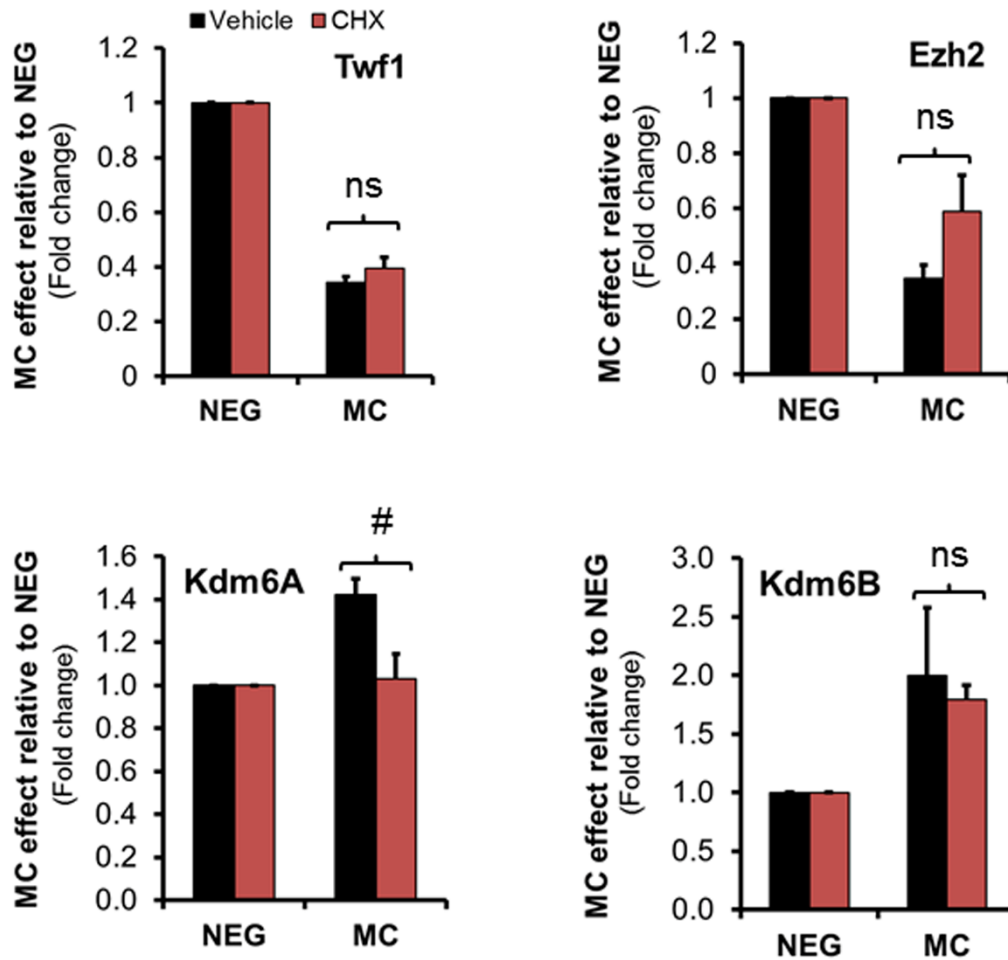 Vehicle CHX
Twf1
MC effect relative to NEG
(Fold change)
1.2
1
0.8
0.6
0.4
0.2
0
ns
NEG MC
Ezh2
MC effect relative to NEG
(Fold change)
1.2
1
0.8
0.6
0.4
0.2
0
ns
NEG MC
Kdm6A
MC effect relative to NEG
(Fold change)
1.6
1.4
1.2
1.0
0.8
0.6
0.4
0.2
0.0
#
NEG MC
Kdm6B
MC effect relative to NEG
(Fold change)
3.0
2.5
2.0
1.5
1.0
0.5
0.0
ns
NEG MC